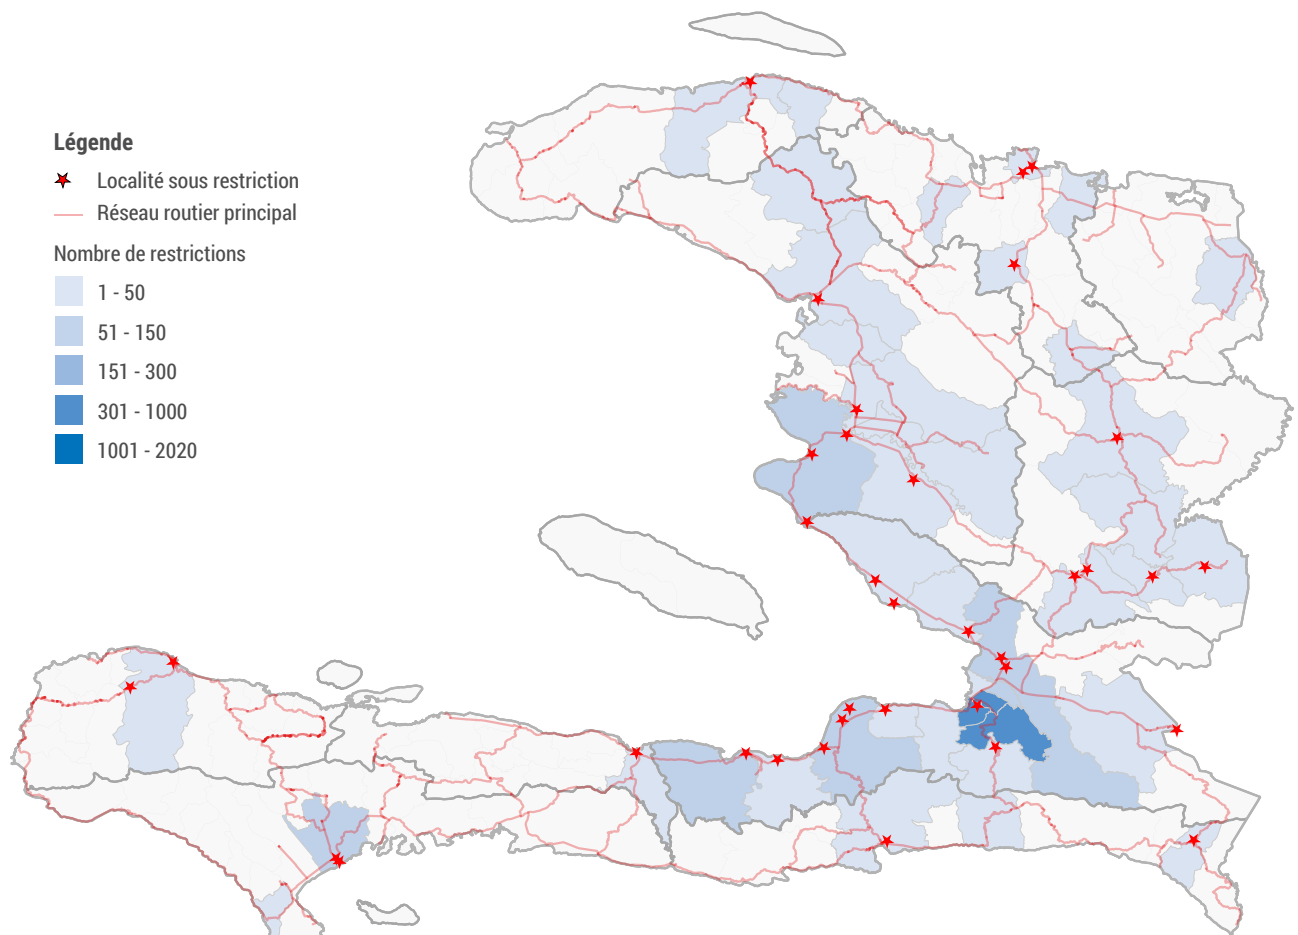 Légende
Localité sous restriction
Réseau routier principal
Nombre de restrictions
1 - 50
51 - 150
151 - 300
301 - 1000
1001 - 2020